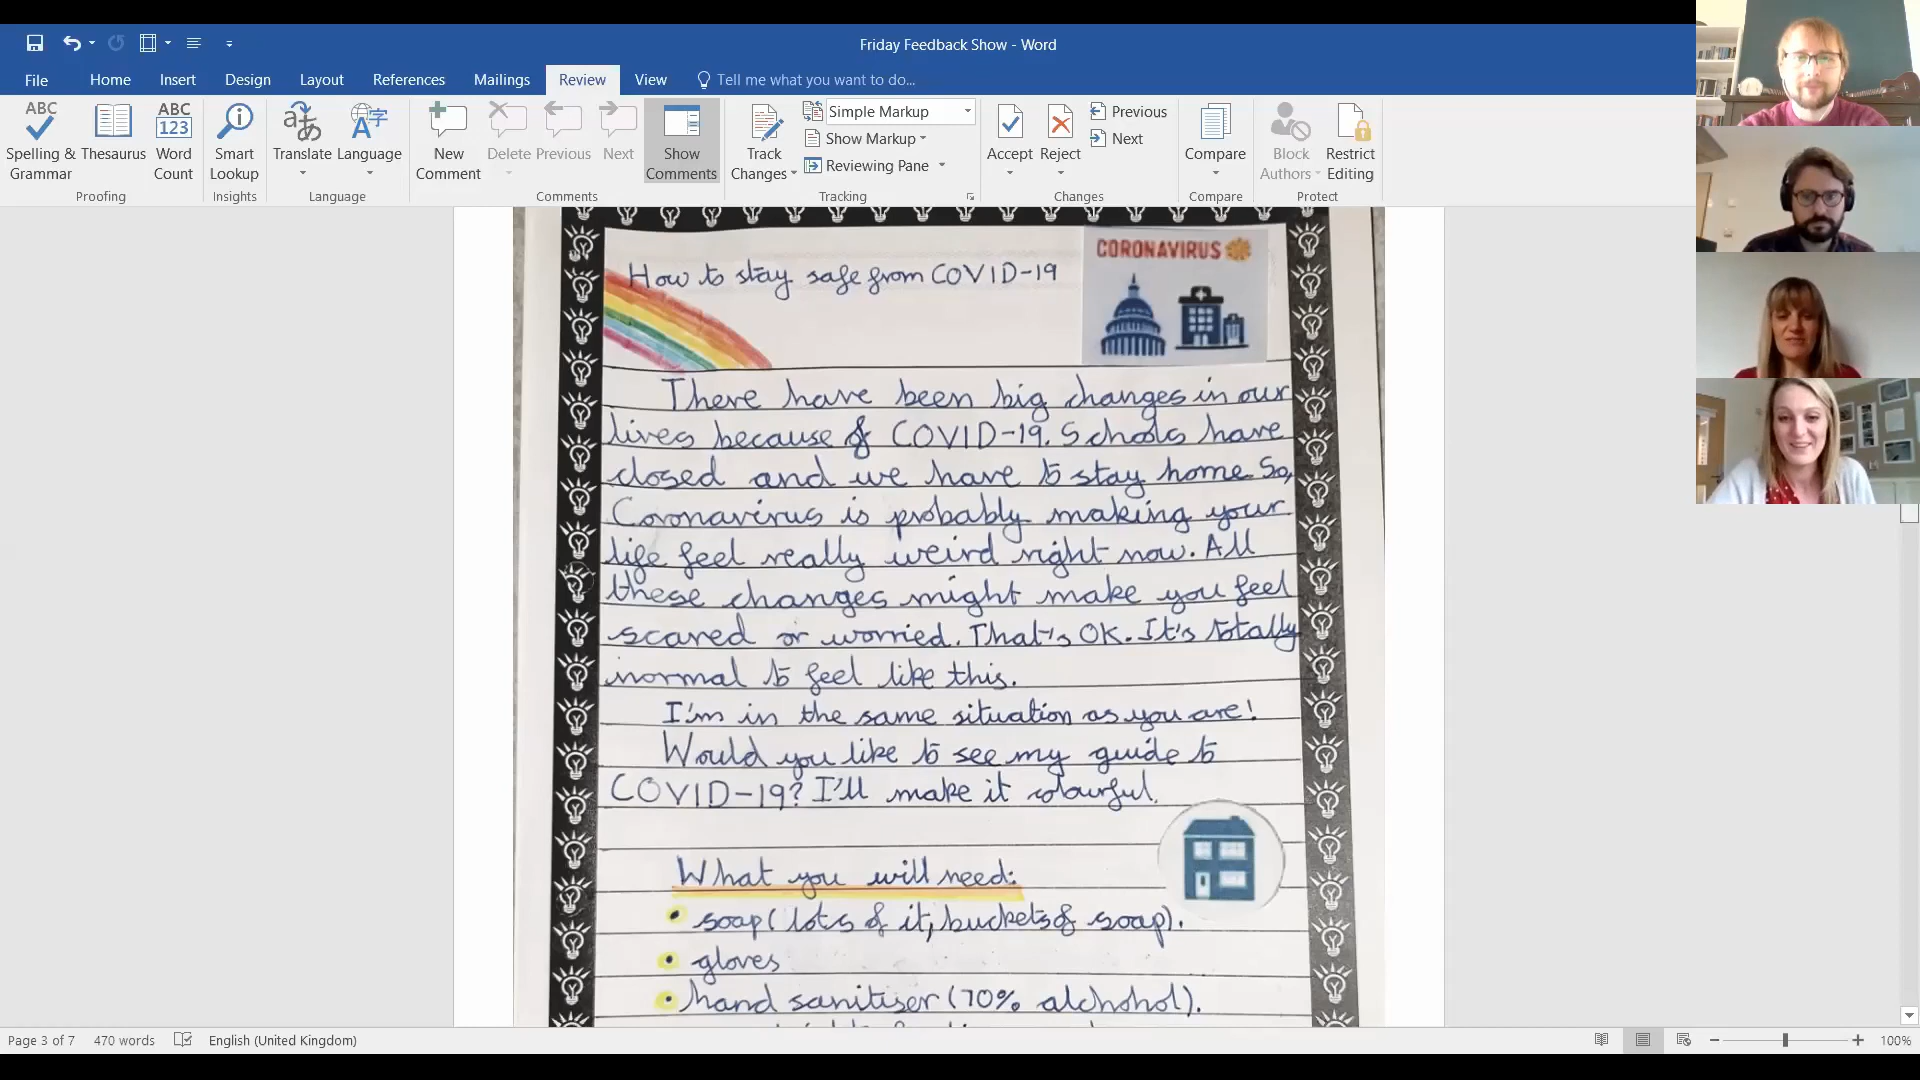 Friday Feedback Show - Word
File Home Insert Design Layout References Mailings Review View Tell me what you want to do...
ABC
Spelling & Grammar
Thesaurus
ABC 123
Word Count
Proofing
Smart Lookup
Insights
Translate
Language
Language
New Comment
Delete
Previous
Next
Show Comments
Comments
Track Changes
Simple Markup
Show Markup
Reviewing Pane
Tracking
Accept
Reject
Previous
Next
Changes
Compare
Compare
Block Authors
Restrict Editing
Protect
CORONAVIRUS
How to stay safe from COVID-19
There have been big changes in our
lives because of COVID-19. Schools have
closed and we have to stay home. So,
Coronavirus is probably making your
life feel really weird right now. All
these changes might make you feel
scared or worried. That's OK. It's totally
normal to feel like this.
I'm in the same situation as you are!
Would you like to see my guide to
COVID-19? I'll make it colourful.
What you will need:
• soap (lots of it, buckets of soap).
• gloves
• hand sanitiser (70% alchohol).
Page 3 of 7 470 words English (United Kingdom) 100%